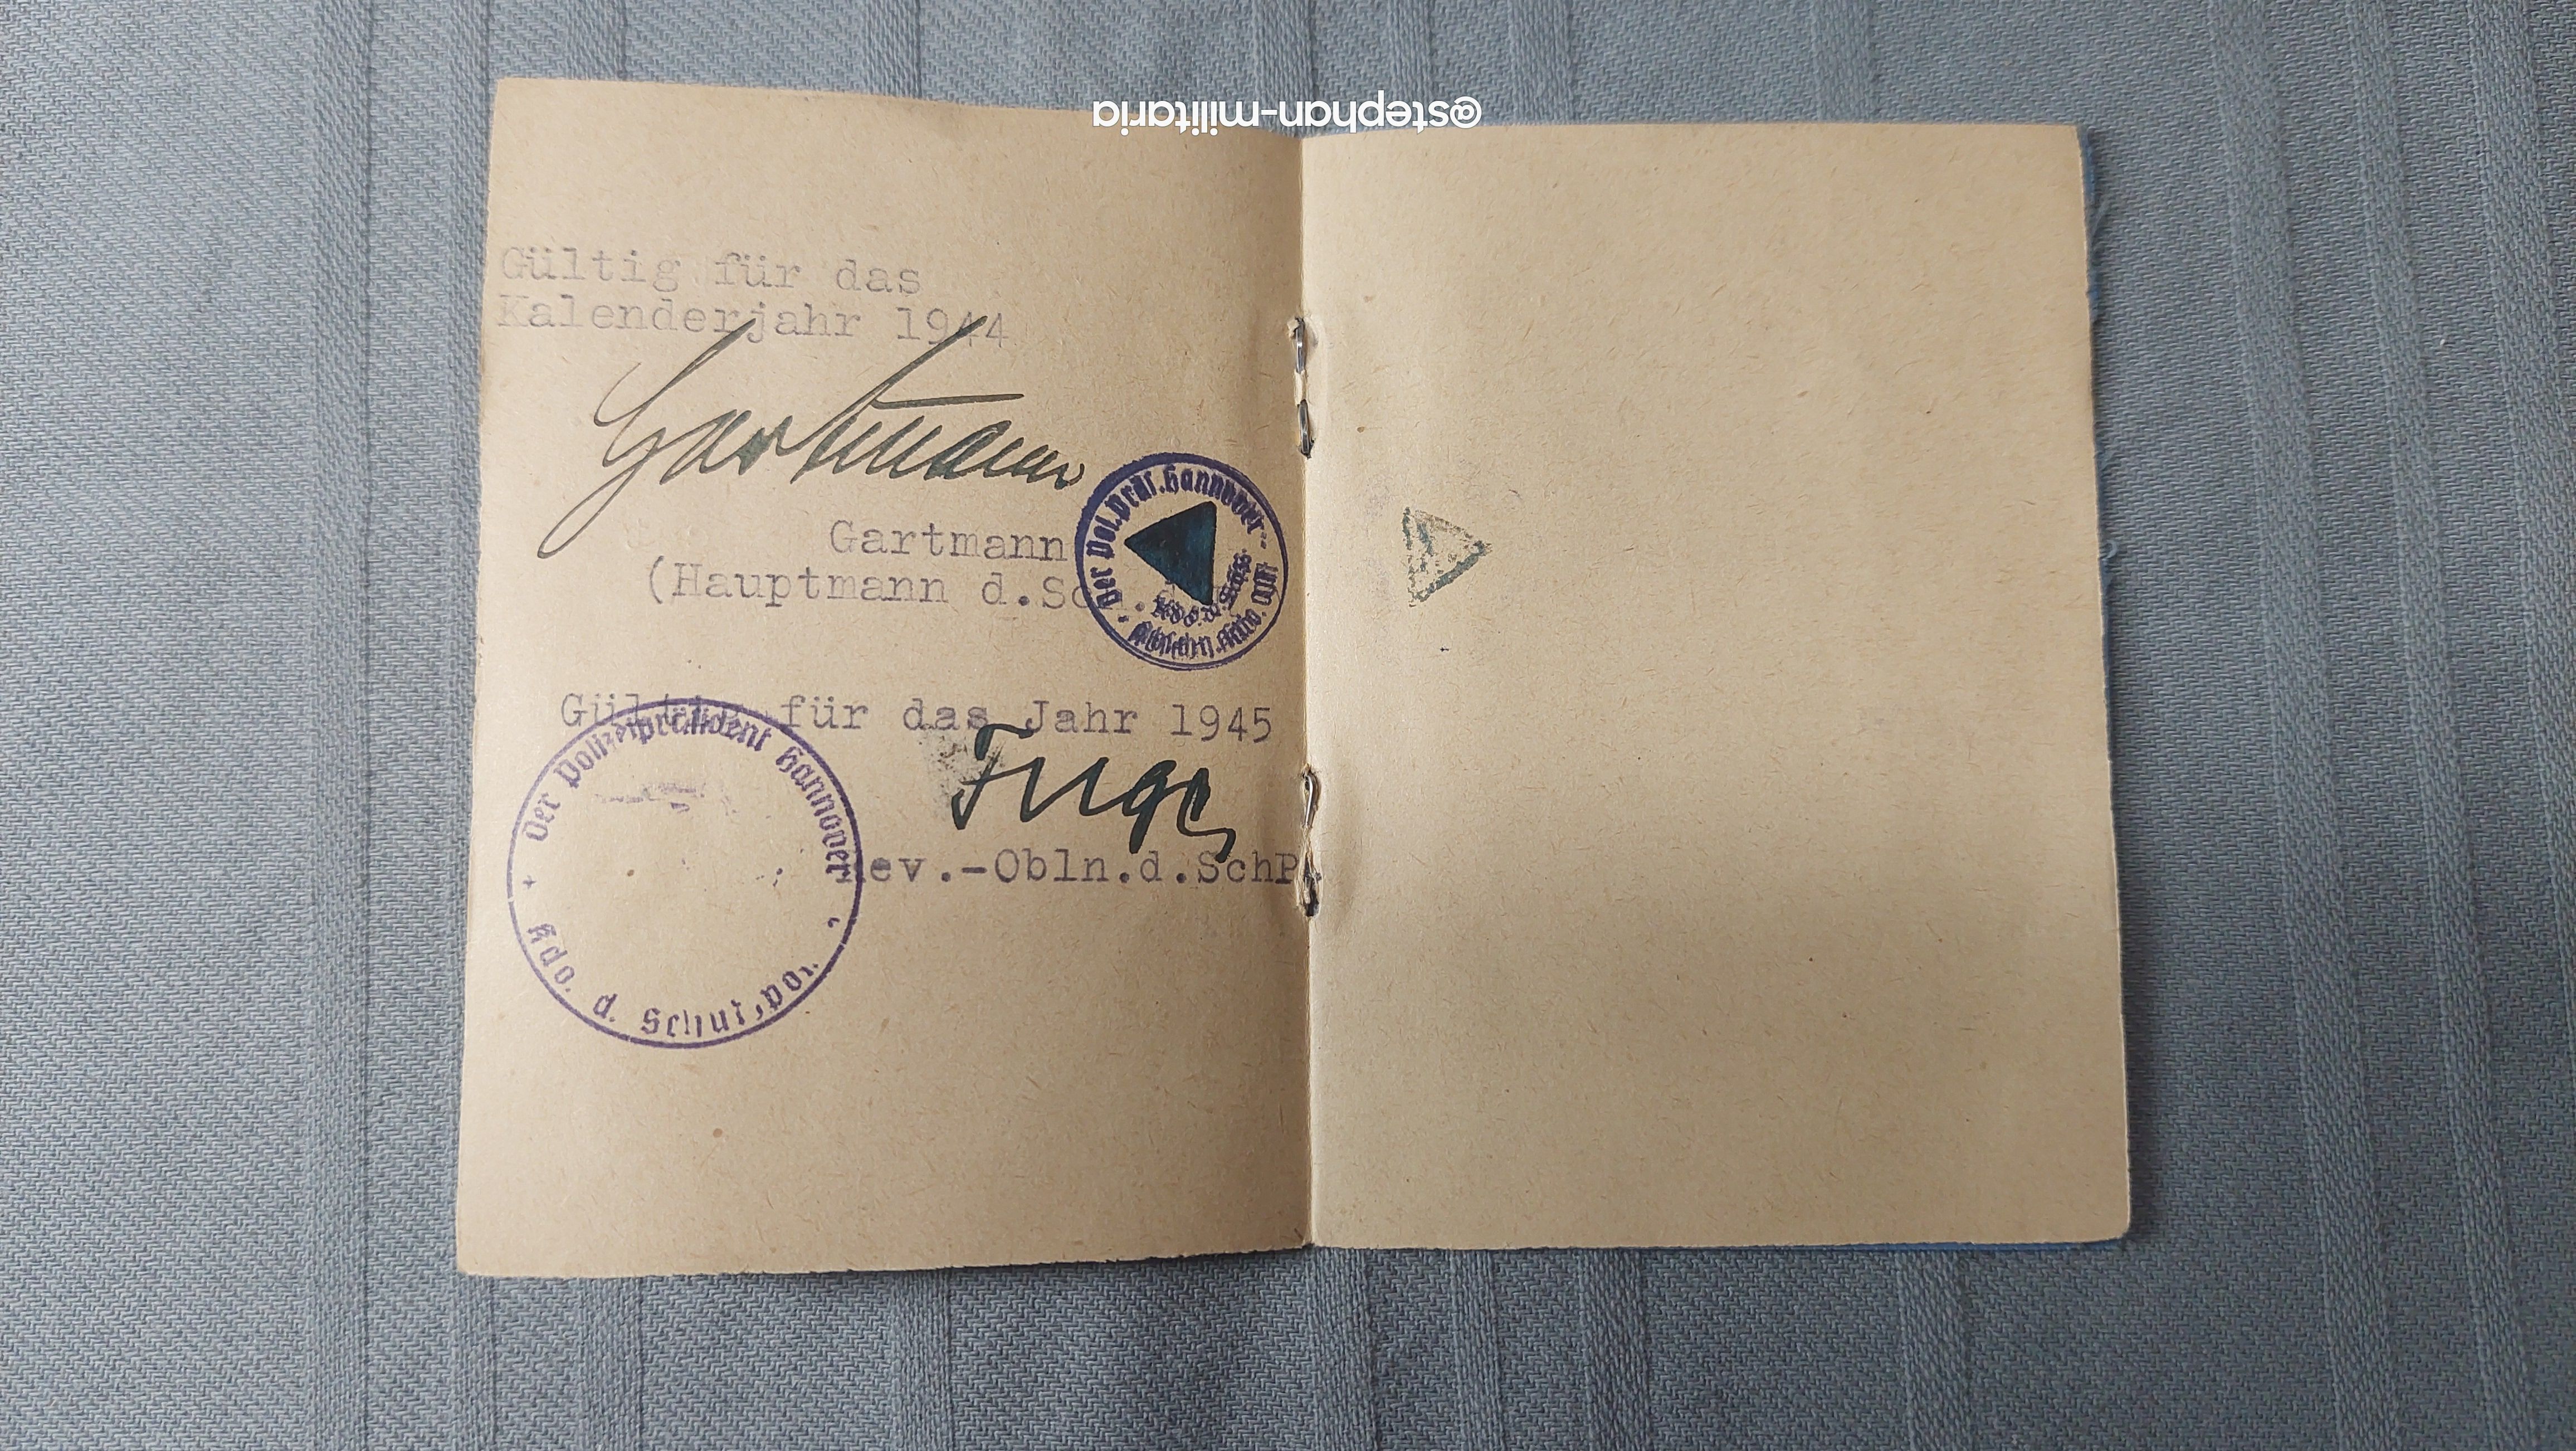 @stephan-militaria
Gültig für das
Kalenderjahr 1944
Gartmann
Gartmann
(Hauptmann d.Sch.
Der Pol.Präs.Hannover
Gültig für das Jahr 1945
Rev.-Obln.d.SchP.
Der Polizeipräsident Hannover
Kdo. d. Schutzpol.